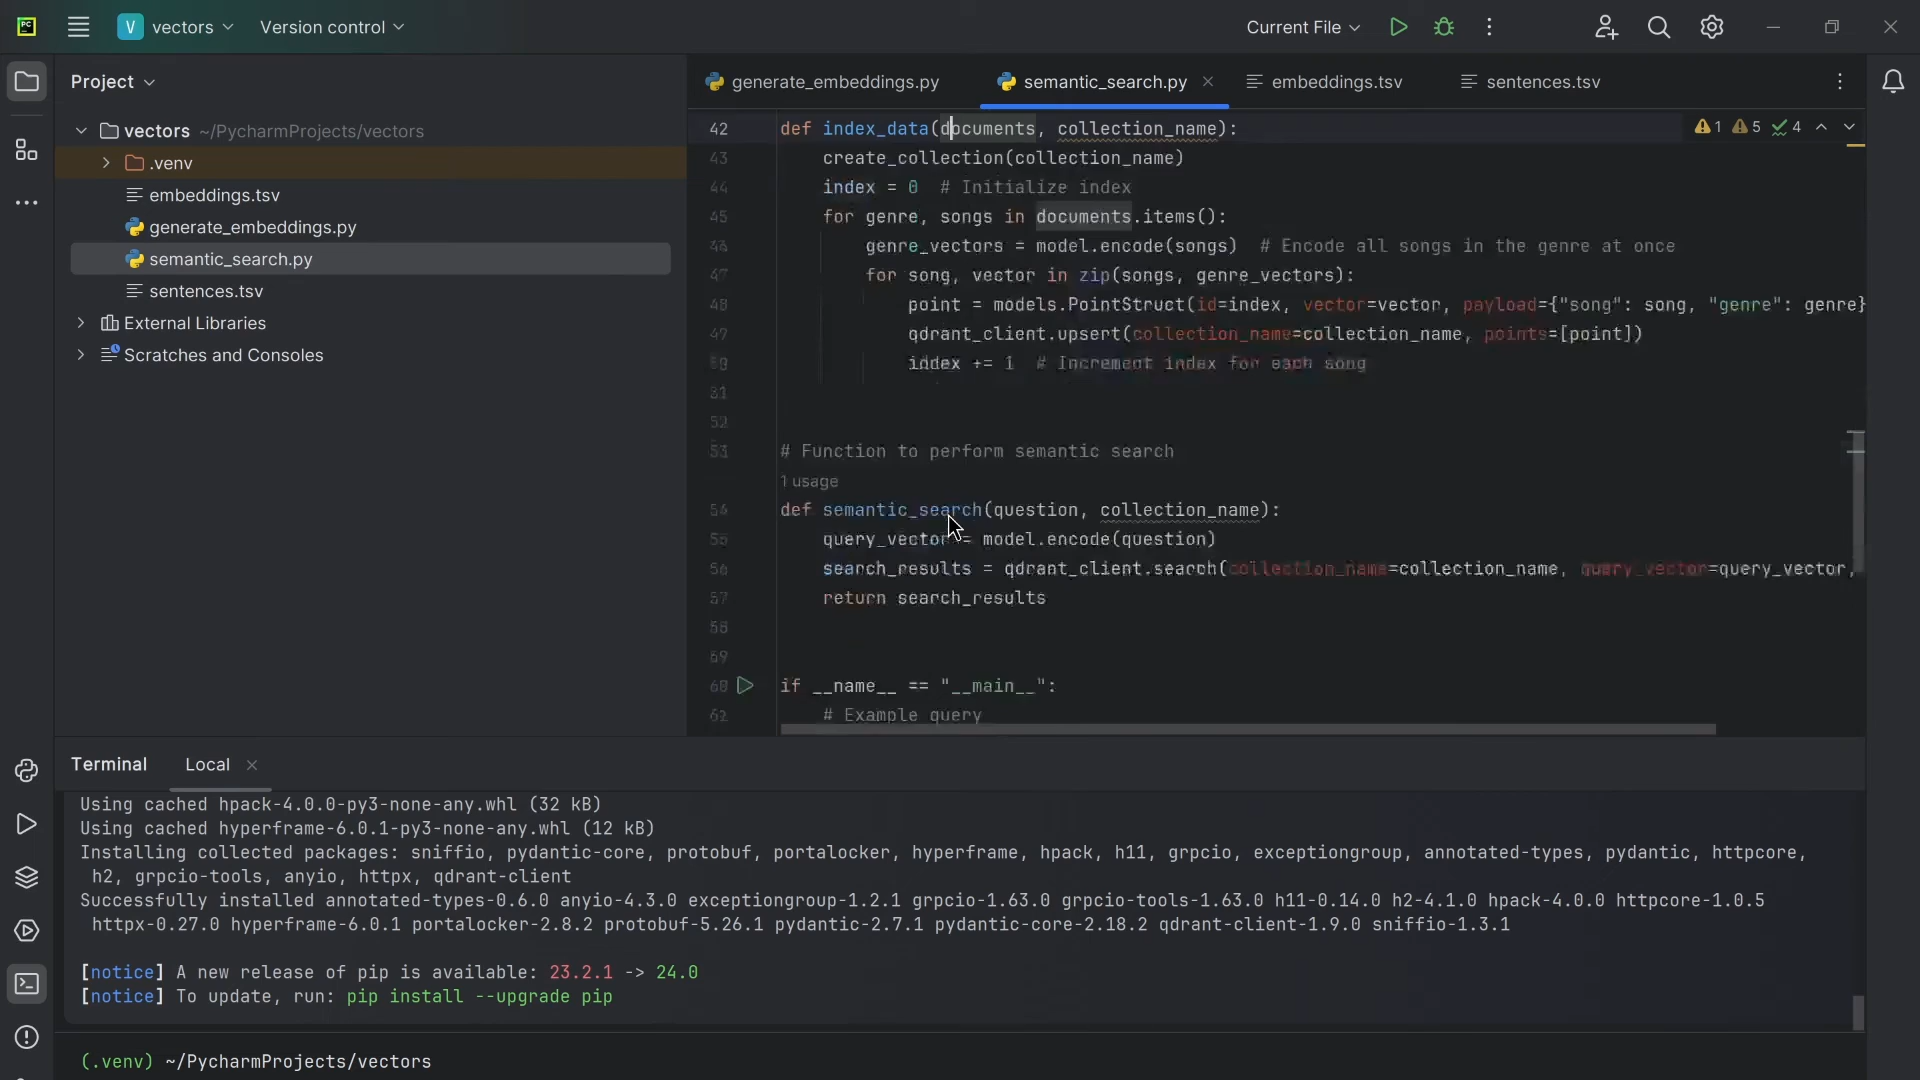 PC
V vectors Version control
Current File
Project
generate_embeddings.py semantic_search.py embeddings.tsv sentences.tsv
vectors ~/PycharmProjects/vectors
.venv
embeddings.tsv
generate_embeddings.py
semantic_search.py
sentences.tsv
External Libraries
Scratches and Consoles
1 5 4
42 def index_data(documents, collection_name):
43 create_collection(collection_name)
44 index = 0 # Initialize index
45 for genre, songs in documents.items():
46 genre_vectors = model.encode(songs) # Encode all songs in the genre at once
47 for song, vector in zip(songs, genre_vectors):
48 point = models.PointStruct(id=index, vector=vector, payload={"song": song, "genre": genre}
qdrant_client.upsert(collection_name=collection_name, points=[point])
index += 1 # Increment index for each song
52
53 # Function to perform semantic search
1 usage
54 def semantic_search(question, collection_name):
55 query_vector = model.encode(question)
56 search_results = qdrant_client.search(collection_name=collection_name, query_vector=query_vector,
57 return search_results
58
if __name__ == "__main__":
# Example query
Terminal Local
Using cached hpack-4.0.0-py3-none-any.whl (32 kB)
Using cached hyperframe-6.0.1-py3-none-any.whl (12 kB)
Installing collected packages: sniffio, pydantic-core, protobuf, portalocker, hyperframe, hpack, h11, grpcio, exceptiongroup, annotated-types, pydantic, httpcore,
h2, grpcio-tools, anyio, httpx, qdrant-client
Successfully installed annotated-types-0.6.0 anyio-4.3.0 exceptiongroup-1.2.1 grpcio-1.63.0 grpcio-tools-1.63.0 h11-0.14.0 h2-4.1.0 hpack-4.0.0 httpcore-1.0.5
httpx-0.27.0 hyperframe-6.0.1 portalocker-2.8.2 protobuf-5.26.1 pydantic-2.7.1 pydantic-core-2.18.2 qdrant-client-1.9.0 sniffio-1.3.1
[notice] A new release of pip is available: 23.2.1 -> 24.0
[notice] To update, run: pip install --upgrade pip
(.venv) ~/PycharmProjects/vectors